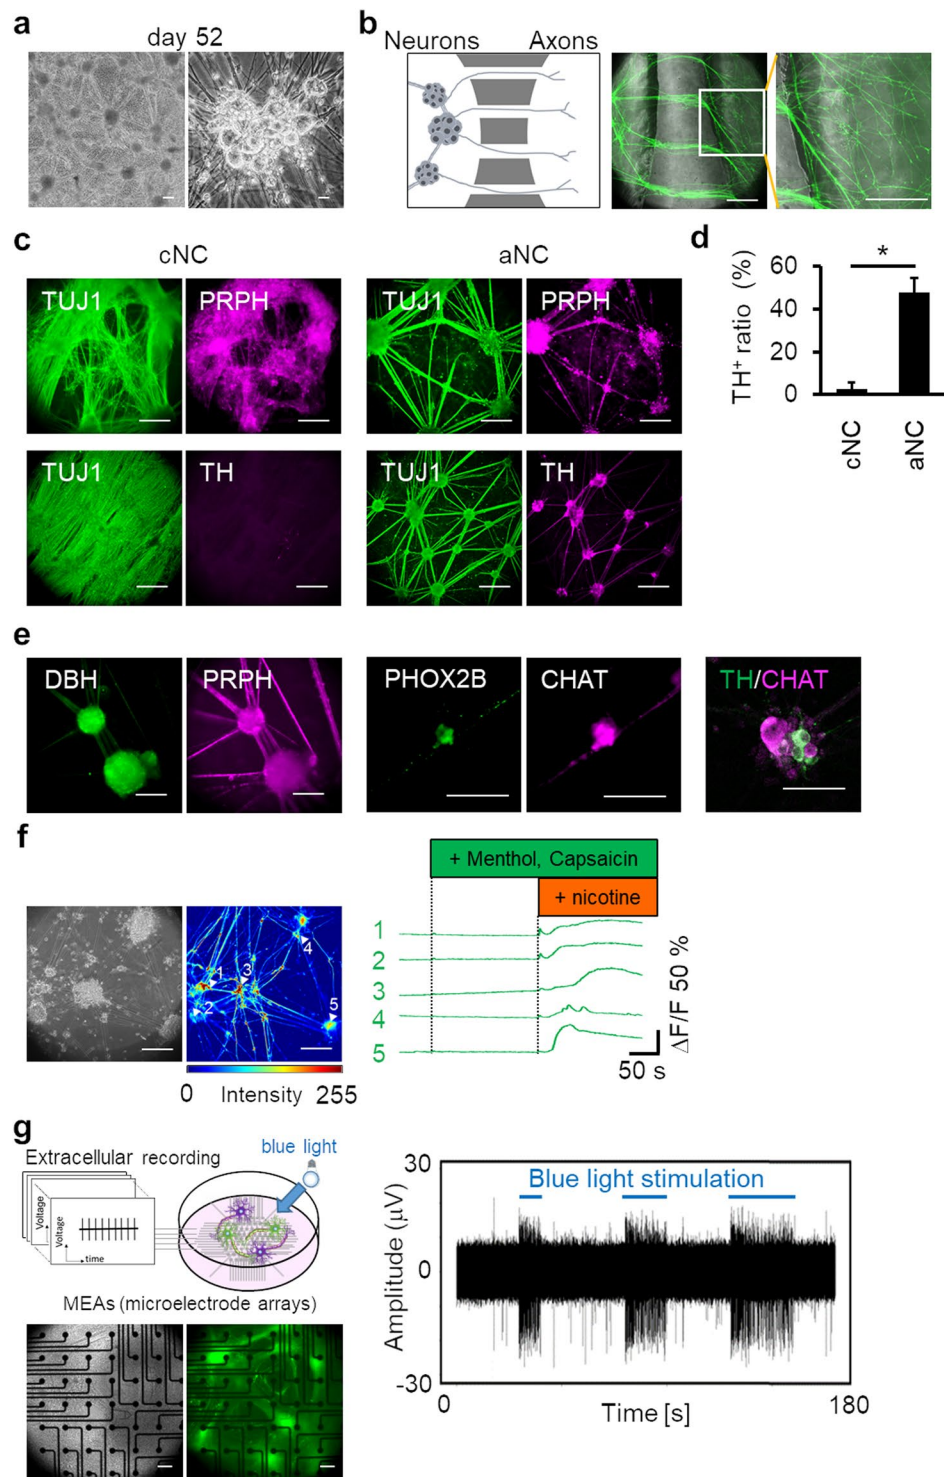 a
day 52
b
Neurons Axons
c
cNC aNC
TUJ1 PRPH TUJ1 PRPH
TUJ1 TH TUJ1 TH
d
TH+ ratio (%)
60
40
20
0
*
cNC
aNC
e
DBH PRPH PHOX2B CHAT TH/CHAT
f
+ Menthol, Capsaicin
+ nicotine
1
2
3
4
5
1
2
3
4
5
0 Intensity 255
ΔF/F 50 %
50 s
g
Extracellular recording
blue light
Voltage
Voltage
time
MEAs (microelectrode arrays)
Blue light stimulation
Amplitude (μV)
30
0
-30
0 180
Time [s]